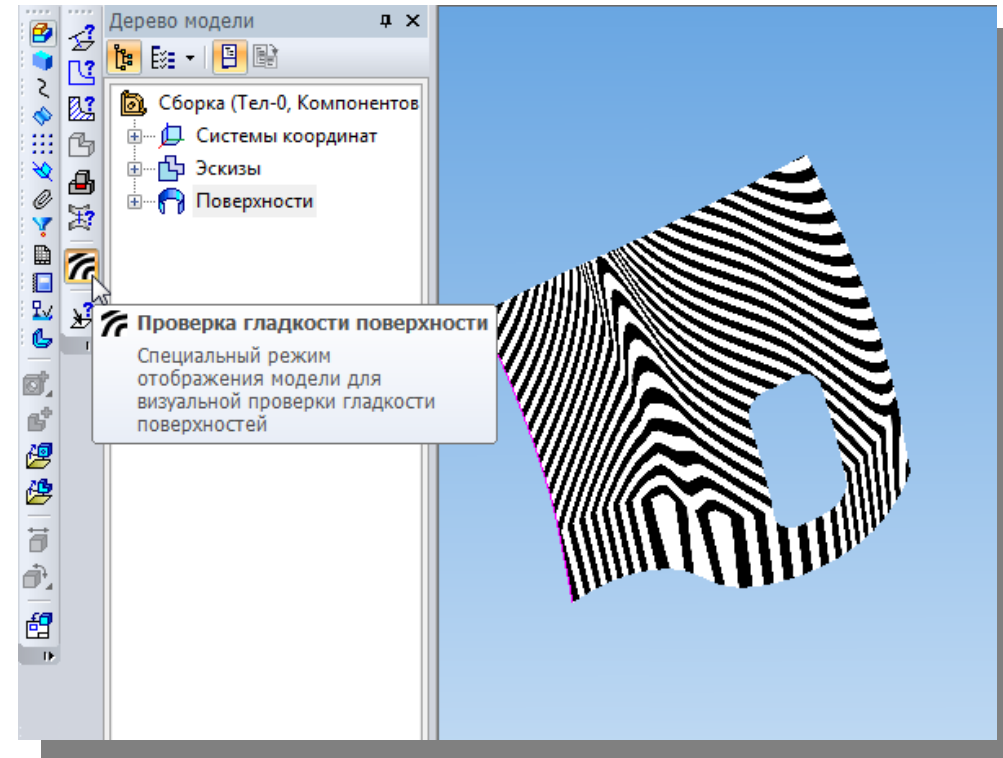 Дерево модели
Сборка (Тел-0, Компонентов
Системы координат
Эскизы
Поверхности
Проверка гладкости поверхности
Специальный режим
отображения модели для
визуальной проверки гладкости
поверхностей